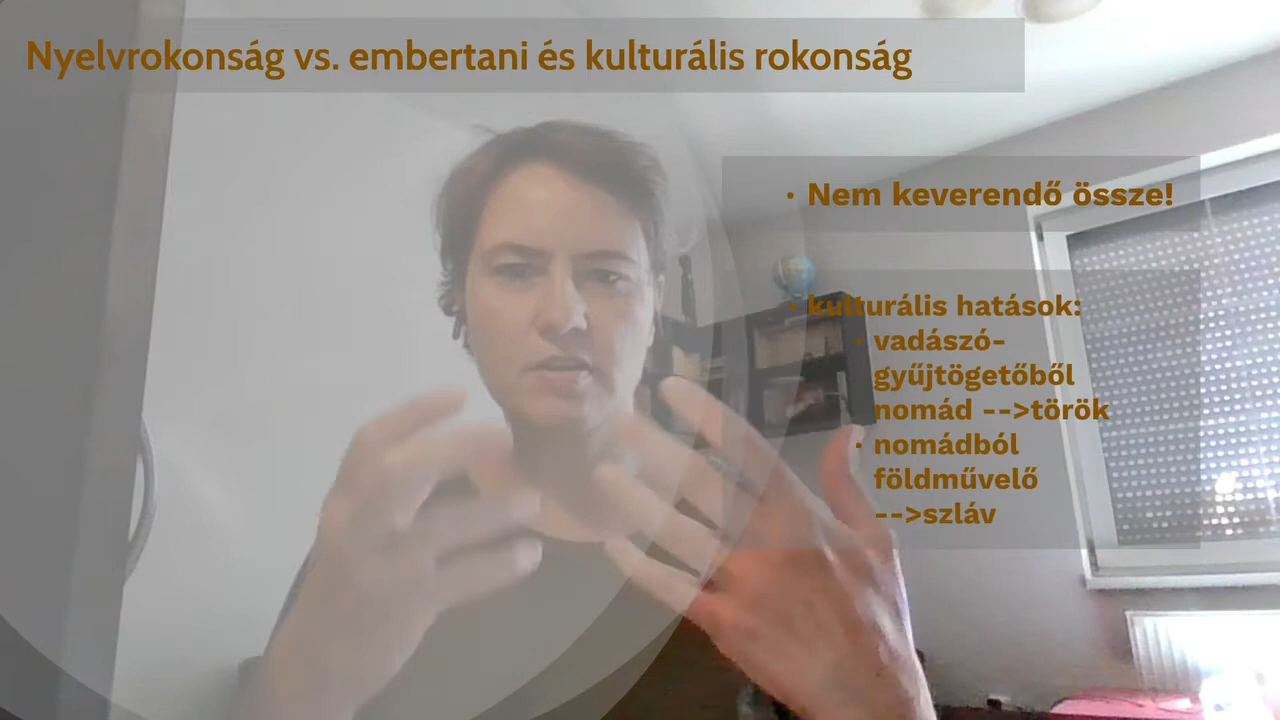 Nyelvrokonság vs. embertani és kulturális rokonság
• Nem keverendő össze!
• kulturális hatások:
• vadászó-
gyűjtögetőből
nomád -->török
• nomádból
földművelő
-->szláv